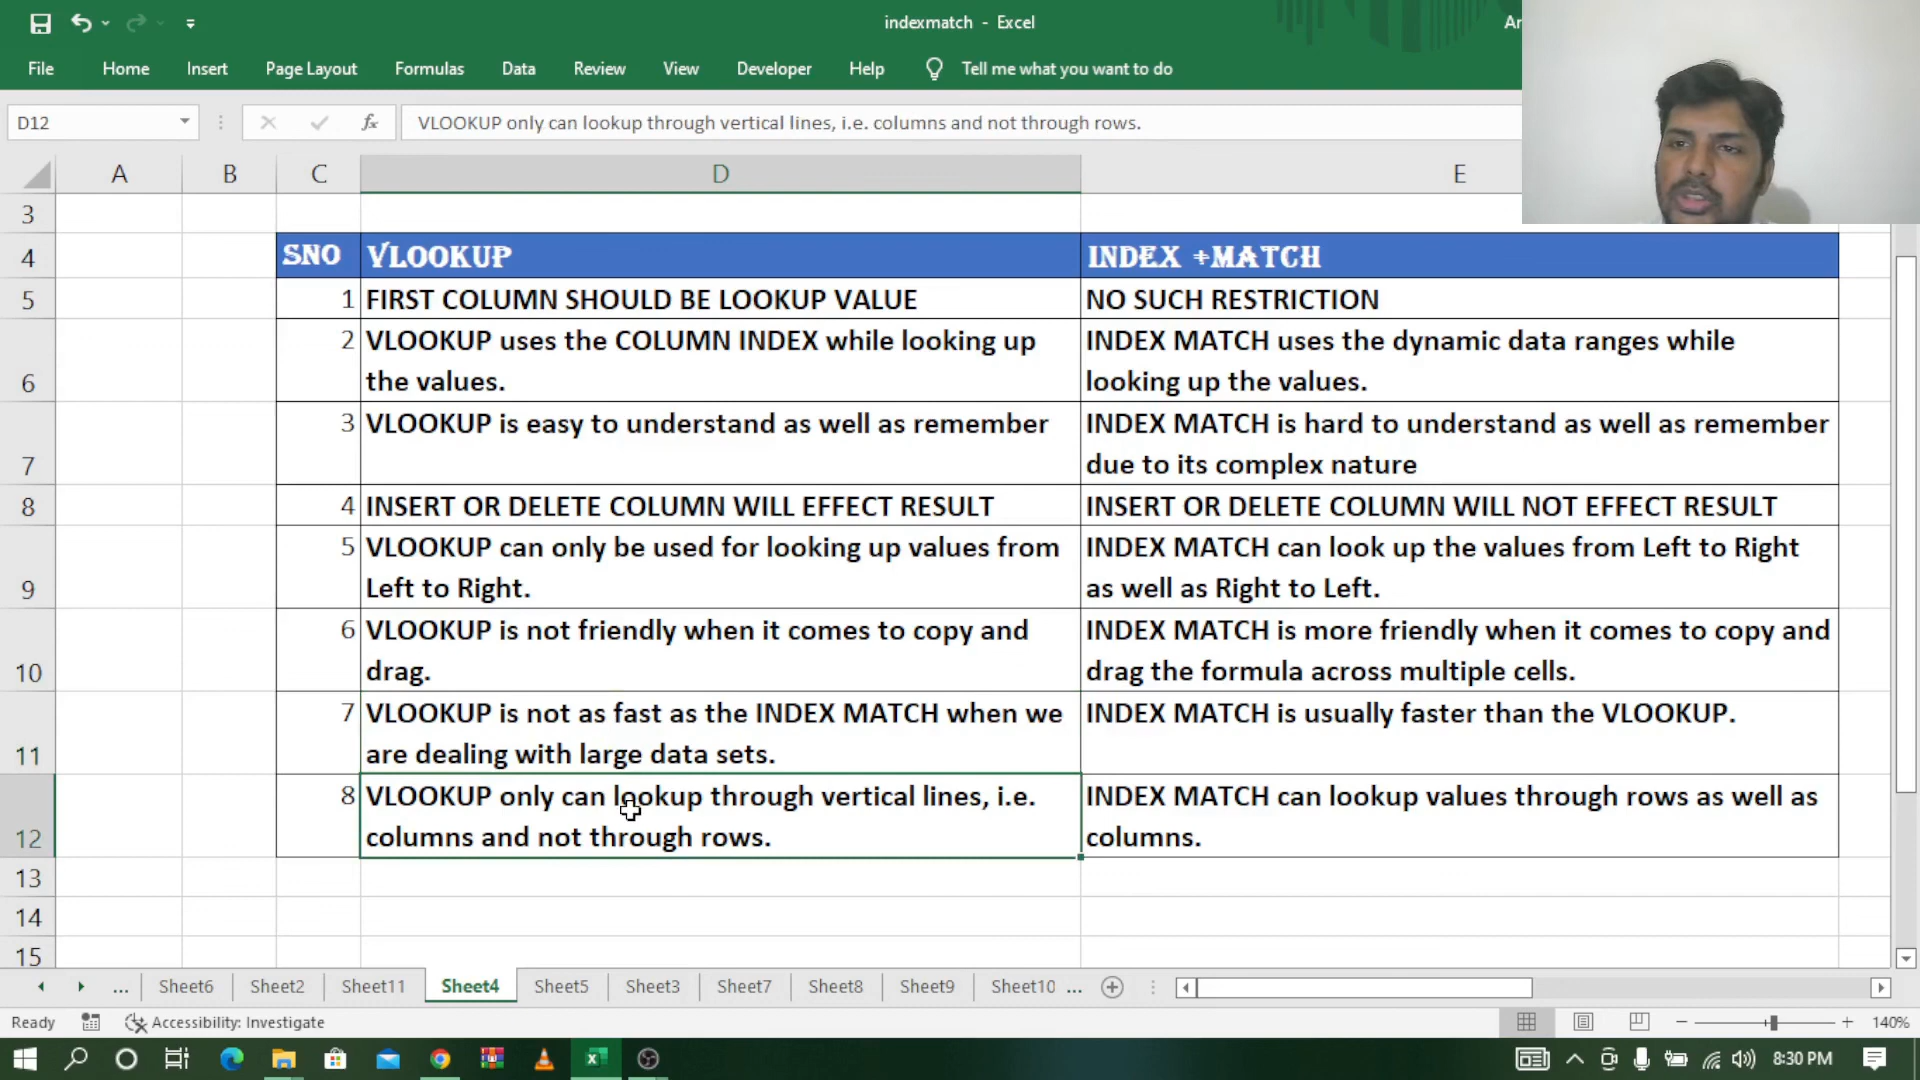 indexmatch - Excel
Ar
File Home Insert Page Layout Formulas Data Review View Developer Help Tell me what you want to do
D12 fx VLOOKUP only can lookup through vertical lines, i.e. columns and not through rows.
A B C D E
3
4 SNO VLOOKUP INDEX +MATCH
5 1 FIRST COLUMN SHOULD BE LOOKUP VALUE NO SUCH RESTRICTION
2 VLOOKUP uses the COLUMN INDEX while looking up INDEX MATCH uses the dynamic data ranges while
6 the values. looking up the values.
3 VLOOKUP is easy to understand as well as remember INDEX MATCH is hard to understand as well as remember
7 due to its complex nature
8 4 INSERT OR DELETE COLUMN WILL EFFECT RESULT INSERT OR DELETE COLUMN WILL NOT EFFECT RESULT
5 VLOOKUP can only be used for looking up values from INDEX MATCH can look up the values from Left to Right
9 Left to Right. as well as Right to Left.
6 VLOOKUP is not friendly when it comes to copy and INDEX MATCH is more friendly when it comes to copy and
10 drag. drag the formula across multiple cells.
7 VLOOKUP is not as fast as the INDEX MATCH when we INDEX MATCH is usually faster than the VLOOKUP.
11 are dealing with large data sets.
8 VLOOKUP only can lookup through vertical lines, i.e. INDEX MATCH can lookup values through rows as well as
12 columns and not through rows. columns.
13
14
15
... Sheet6 Sheet2 Sheet11 Sheet4 Sheet5 Sheet3 Sheet7 Sheet8 Sheet9 Sheet10 ...
Ready Accessibility: Investigate 140%
8:30 PM